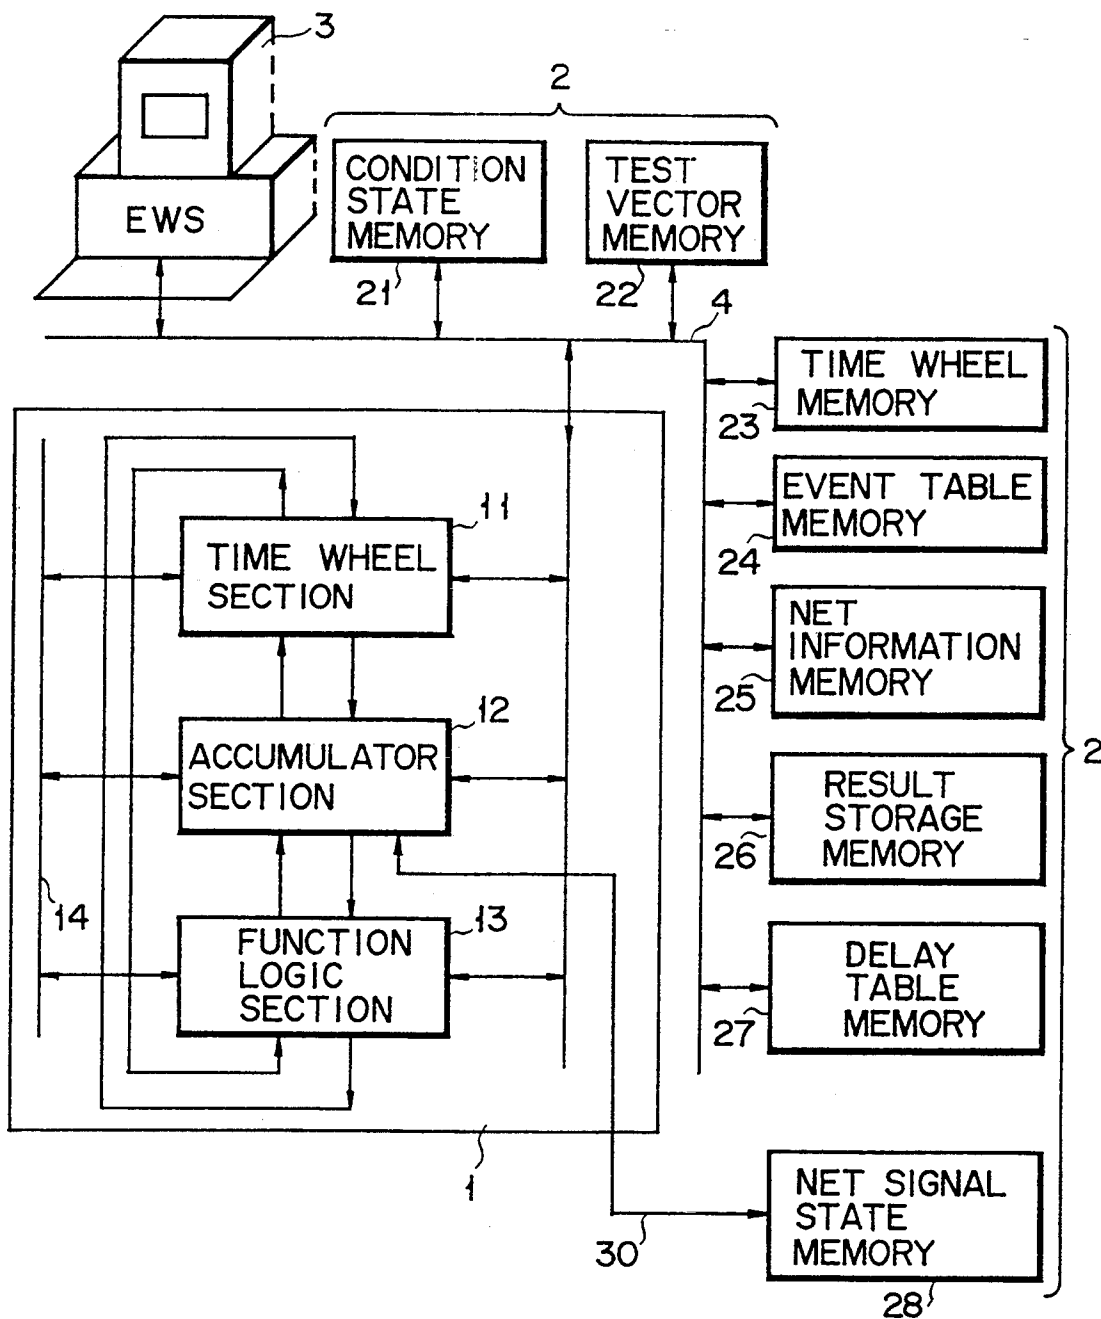 3
2
EWS
CONDITION
STATE
MEMORY
21
TEST
VECTOR
MEMORY
22
4
TIME WHEEL
MEMORY
23
EVENT TABLE
MEMORY
24
NET
INFORMATION
MEMORY
25
2
RESULT
STORAGE
MEMORY
26
DELAY
TABLE
MEMORY
27
NET SIGNAL
STATE
MEMORY
28
30
11
TIME WHEEL
SECTION
12
ACCUMULATOR
SECTION
14
13
FUNCTION
LOGIC
SECTION
1